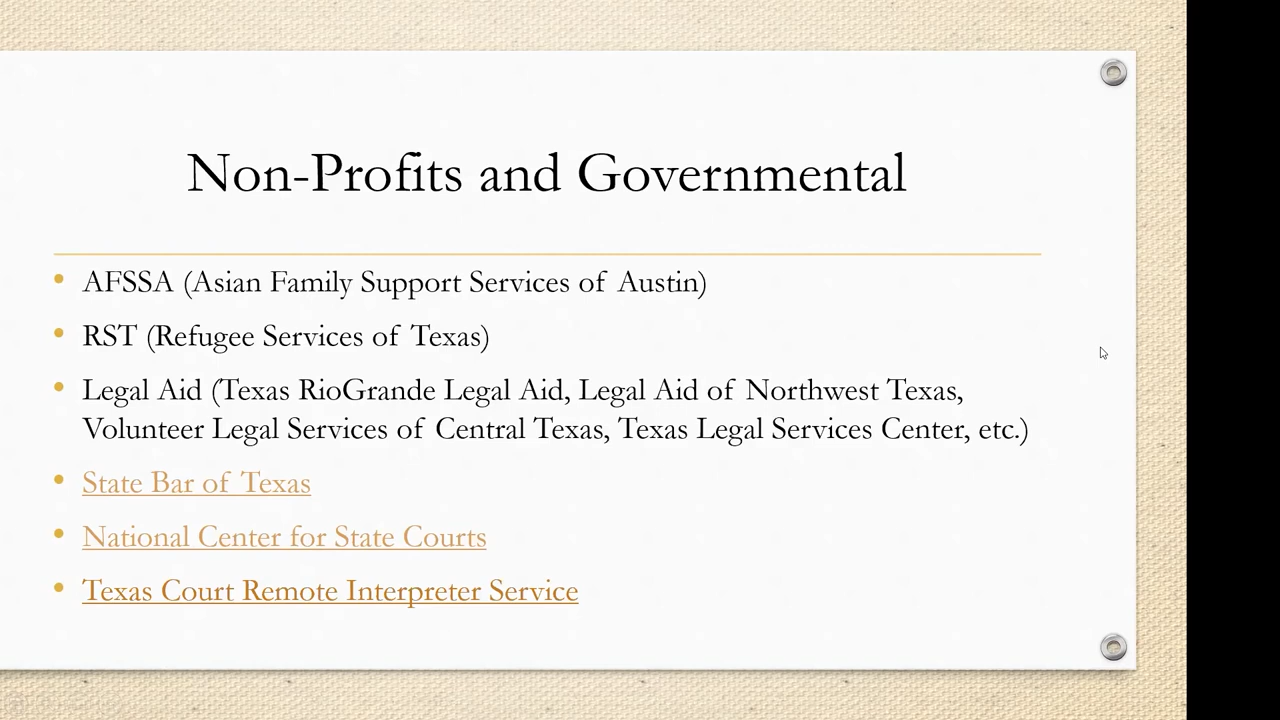 Non-Profits and Governmental
• AFSSA (Asian Family Support Services of Austin)
• RST (Refugee Services of Texas)
• Legal Aid (Texas RioGrande Legal Aid, Legal Aid of Northwest Texas,
Volunteer Legal Services of Central Texas, Texas Legal Services Center, etc.)
• State Bar of Texas
• National Center for State Courts
• Texas Court Remote Interpreter Service